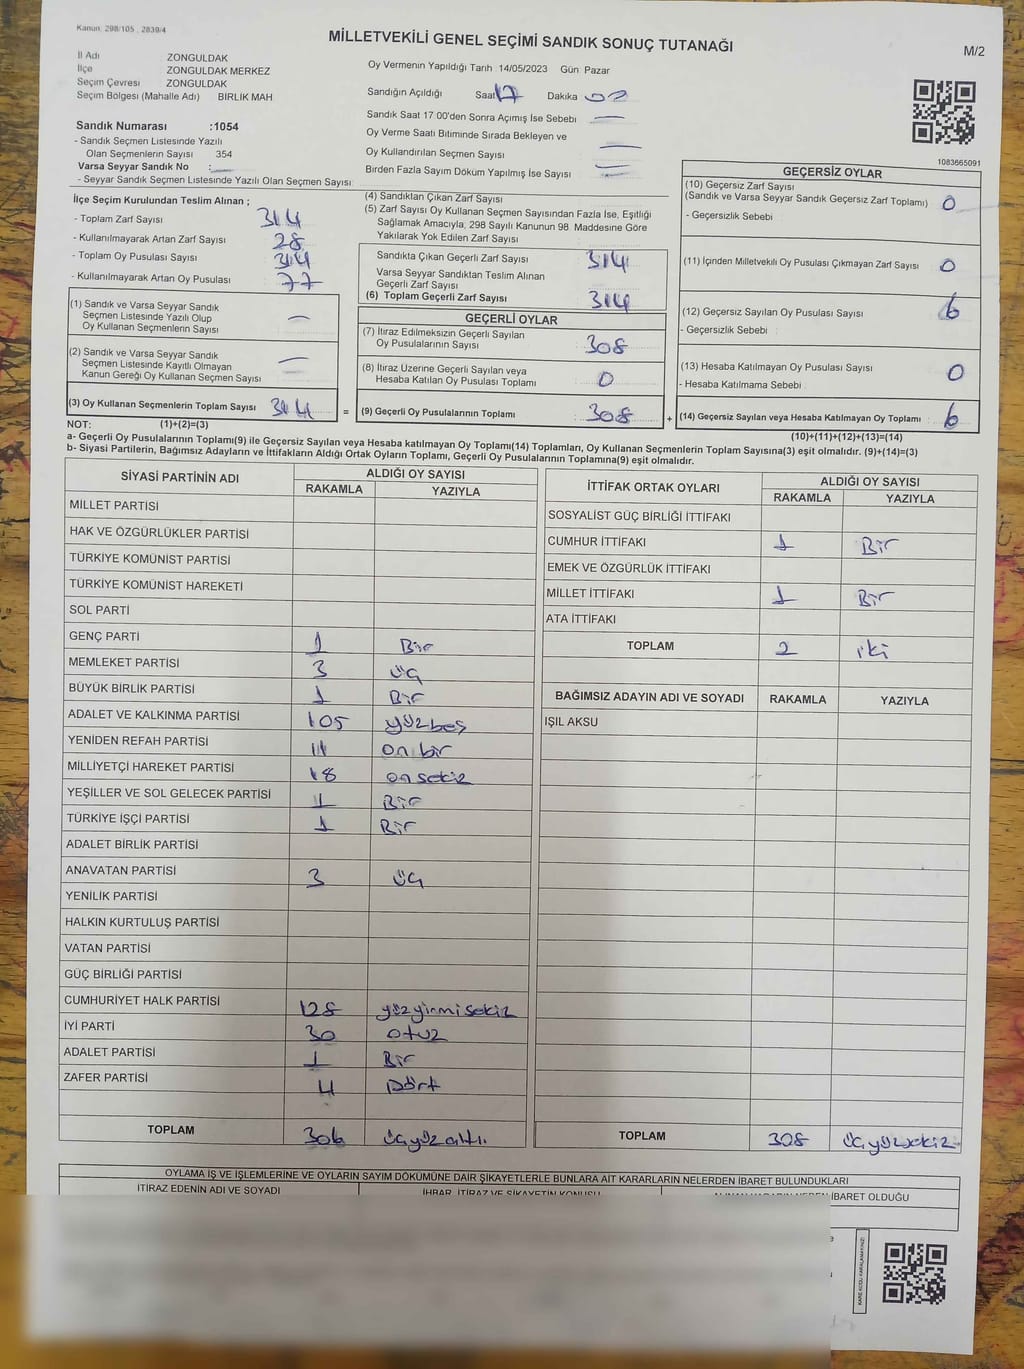 Kanun: 298/105 , 2839/4
MİLLETVEKİLİ GENEL SEÇİMİ SANDIK SONUÇ TUTANAĞI
M/2
İl Adı ZONGULDAK
İlçe ZONGULDAK MERKEZ
Seçim Çevresi ZONGULDAK
Seçim Bölgesi (Mahalle Adı) BİRLİK MAH
Sandık Numarası :1054
- Sandık Seçmen Listesinde Yazılı
Olan Seçmenlerin Sayısı 354
Varsa Seyyar Sandık No :
- Seyyar Sandık Seçmen Listesinde Yazılı Olan Seçmen Sayısı:
Oy Vermenin Yapıldığı Tarih 14/05/2023 Gün Pazar
Sandığın Açıldığı Saat 17 Dakika 00
Sandık Saat 17 00'den Sonra Açımış İse Sebebi —
Oy Verme Saati Bitiminde Sırada Bekleyen ve
Oy Kullandırılan Seçmen Sayısı —
Birden Fazla Sayım Döküm Yapılmış İse Sayısı —
1083665091
İlçe Seçim Kurulundan Teslim Alınan ;
- Toplam Zarf Sayısı 314
- Kullanılmayarak Artan Zarf Sayısı 28
- Toplam Oy Pusulası Sayısı 314
- Kullanılmayarak Artan Oy Pusulası 77
(1) Sandık ve Varsa Seyyar Sandık
Seçmen Listesinde Yazılı Olup
Oy Kullanan Seçmenlerin Sayısı —
(2) Sandık ve Varsa Seyyar Sandık
Seçmen Listesinde Kayıtlı Olmayan
Kanun Gereği Oy Kullanan Seçmen Sayısı —
(3) Oy Kullanan Seçmenlerin Toplam Sayısı 314 =
(4) Sandıktan Çıkan Zarf Sayısı
(5) Zarf Sayısı Oy Kullanan Seçmen Sayısından Fazla İse, Eşitliği
Sağlamak Amacıyla, 298 Sayılı Kanunun 98. Maddesine Göre
Yakılarak Yok Edilen Zarf Sayısı
Sandıkta Çıkan Geçerli Zarf Sayısı 314
Varsa Seyyar Sandıktan Teslim Alınan
Geçerli Zarf Sayısı
(6) Toplam Geçerli Zarf Sayısı 314
GEÇERLİ OYLAR
(7) İtiraz Edilmeksizin Geçerli Sayılan
Oy Pusulalarının Sayısı 308
(8) İtiraz Üzerine Geçerli Sayılan veya
Hesaba Katılan Oy Pusulası Toplamı 0
(9) Geçerli Oy Pusulalarının Toplamı 308 +
GEÇERSİZ OYLAR
(10) Geçersiz Zarf Sayısı
(Sandık ve Varsa Seyyar Sandık Geçersiz Zarf Toplamı) 0
- Geçersizlik Sebebi
(11) İçinden Milletvekili Oy Pusulası Çıkmayan Zarf Sayısı 0
(12) Geçersiz Sayılan Oy Pusulası Sayısı 6
- Geçersizlik Sebebi
(13) Hesaba Katılmayan Oy Pusulası Sayısı 0
- Hesaba Katılmama Sebebi
(14) Geçersiz Sayılan veya Hesaba Katılmayan Oy Toplamı 6
NOT: (1)+(2)=(3) (10)+(11)+(12)+(13)=(14)
a- Geçerli Oy Pusulalarının Toplamı(9) ile Geçersiz Sayılan veya Hesaba katılmayan Oy Toplamı(14) Toplamları, Oy Kullanan Seçmenlerin Toplam Sayısına(3) eşit olmalıdır. (9)+(14)=(3)
b- Siyasi Partilerin, Bağımsız Adayların ve İttifakların Aldığı Ortak Oyların Toplamı, Geçerli Oy Pusulalarının Toplamına(9) eşit olmalıdır.
SİYASİ PARTİNİN ADI ALDIĞI OY SAYISI
RAKAMLA YAZIYLA
MİLLET PARTİSİ
HAK VE ÖZGÜRLÜKLER PARTİSİ
TÜRKİYE KOMÜNİST PARTİSİ
TÜRKİYE KOMÜNİST HAREKETİ
SOL PARTİ
GENÇ PARTİ 1 Bir
MEMLEKET PARTİSİ 3 üç
BÜYÜK BİRLİK PARTİSİ 1 Bir
ADALET VE KALKINMA PARTİSİ 105 yüzbeş
YENİDEN REFAH PARTİSİ 11 on bir
MİLLİYETÇİ HAREKET PARTİSİ 18 on sekiz
YEŞİLLER VE SOL GELECEK PARTİSİ 1 Bir
TÜRKİYE İŞÇİ PARTİSİ 1 Bir
ADALET BİRLİK PARTİSİ
ANAVATAN PARTİSİ 3 üç
YENİLİK PARTİSİ
HALKIN KURTULUŞ PARTİSİ
VATAN PARTİSİ
GÜÇ BİRLİĞİ PARTİSİ
CUMHURİYET HALK PARTİSİ 128 yüzyirmisekiz
İYİ PARTİ 30 otuz
ADALET PARTİSİ 1 Bir
ZAFER PARTİSİ 4 Dört
TOPLAM 306 üçyüzaltı
İTTİFAK ORTAK OYLARI ALDIĞI OY SAYISI
RAKAMLA YAZIYLA
SOSYALİST GÜÇ BİRLİĞİ İTTİFAKI
CUMHUR İTTİFAKI 1 Bir
EMEK VE ÖZGÜRLÜK İTTİFAKI
MİLLET İTTİFAKI 1 Bir
ATA İTTİFAKI
TOPLAM 2 iki
BAĞIMSIZ ADAYIN ADI VE SOYADI RAKAMLA YAZIYLA
IŞIL AKSU
TOPLAM 308 üçyüzsekiz
OYLAMA İŞ VE İŞLEMLERİNE VE OYLARIN SAYIM DÖKÜMÜNE DAİR ŞİKAYETLERLE BUNLARA AİT KARARLARIN NELERDEN İBARET BULUNDUKLARI
İTİRAZ EDENİN ADI VE SOYADI İHBAR, İTİRAZ VE ŞİKAYETİN KONUSU İBARET OLDUĞU
KARE KODU KARALAMAYINIZ!